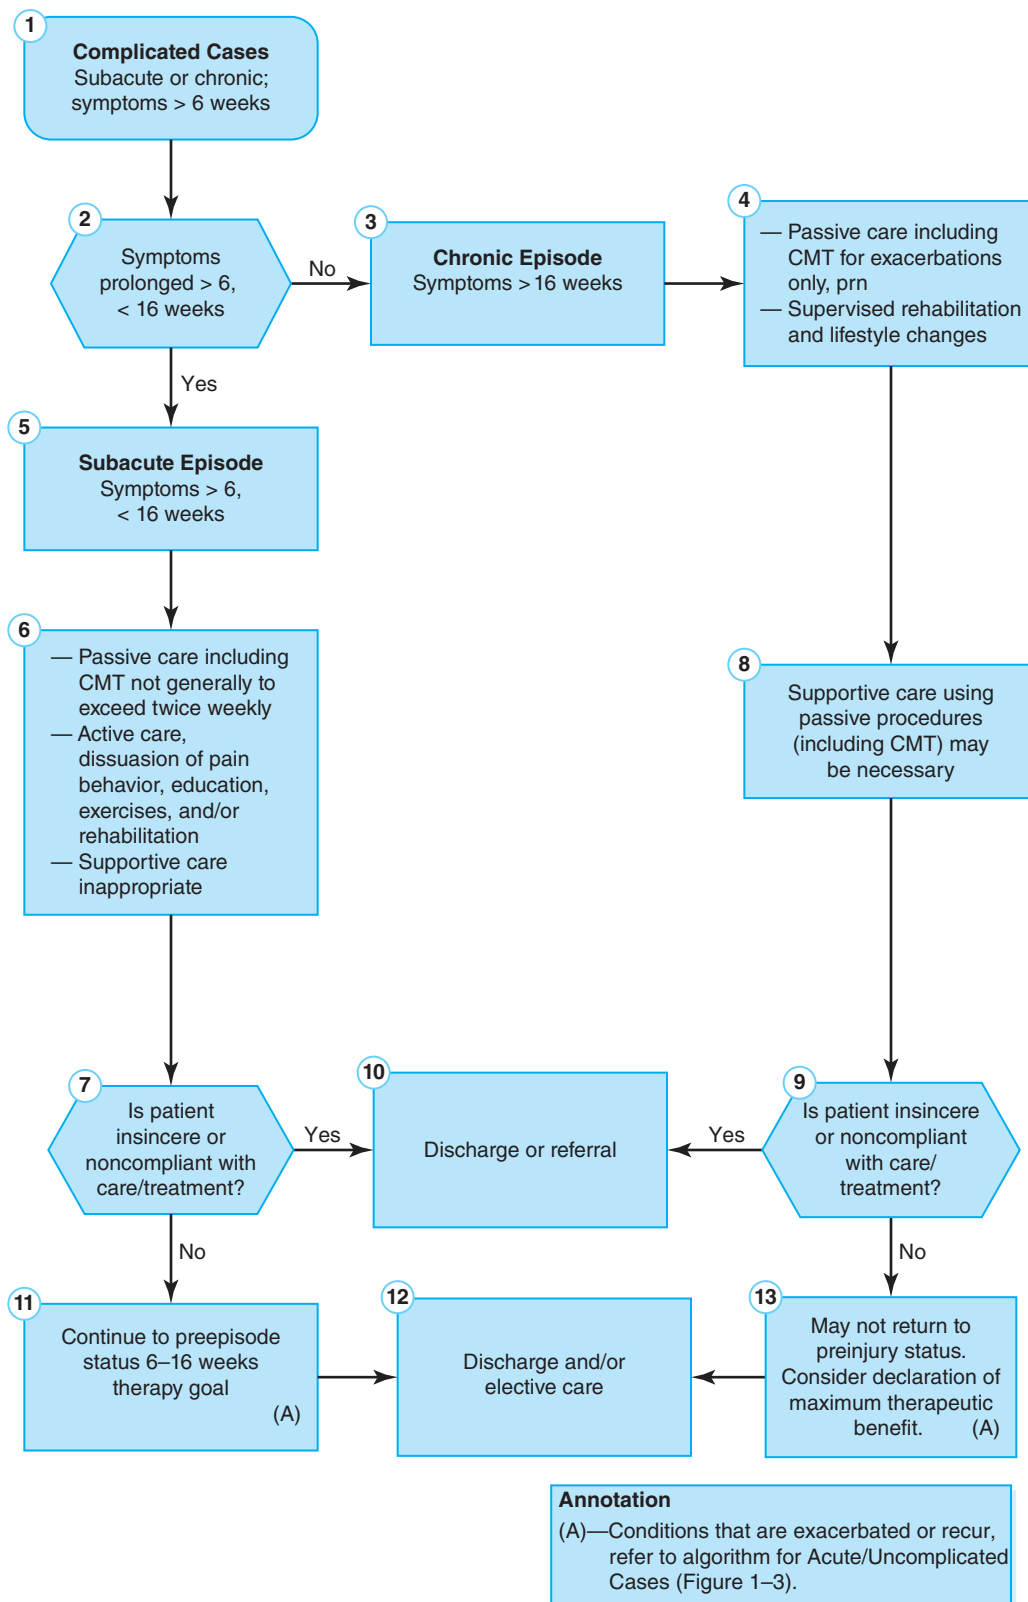 1
Complicated Cases
Subacute or chronic;
symptoms > 6 weeks
2
Symptoms
prolonged > 6,
< 16 weeks
No
3
Chronic Episode
Symptoms > 16 weeks
4
— Passive care including
CMT for exacerbations
only, prn
— Supervised rehabilitation
and lifestyle changes
Yes
5
Subacute Episode
Symptoms > 6,
< 16 weeks
6
— Passive care including
CMT not generally to
exceed twice weekly
— Active care,
dissuasion of pain
behavior, education,
exercises, and/or
rehabilitation
— Supportive care
inappropriate
8
Supportive care using
passive procedures
(including CMT) may
be necessary
7
Is patient
insincere or
noncompliant with
care/treatment?
Yes
10
Discharge or referral
Yes
9
Is patient insincere
or noncompliant
with care/
treatment?
No
No
11
Continue to preepisode
status 6–16 weeks
therapy goal
(A)
12
Discharge and/or
elective care
13
May not return to
preinjury status.
Consider declaration of
maximum therapeutic
benefit. (A)
Annotation
(A)—Conditions that are exacerbated or recur,
refer to algorithm for Acute/Uncomplicated
Cases (Figure 1–3).